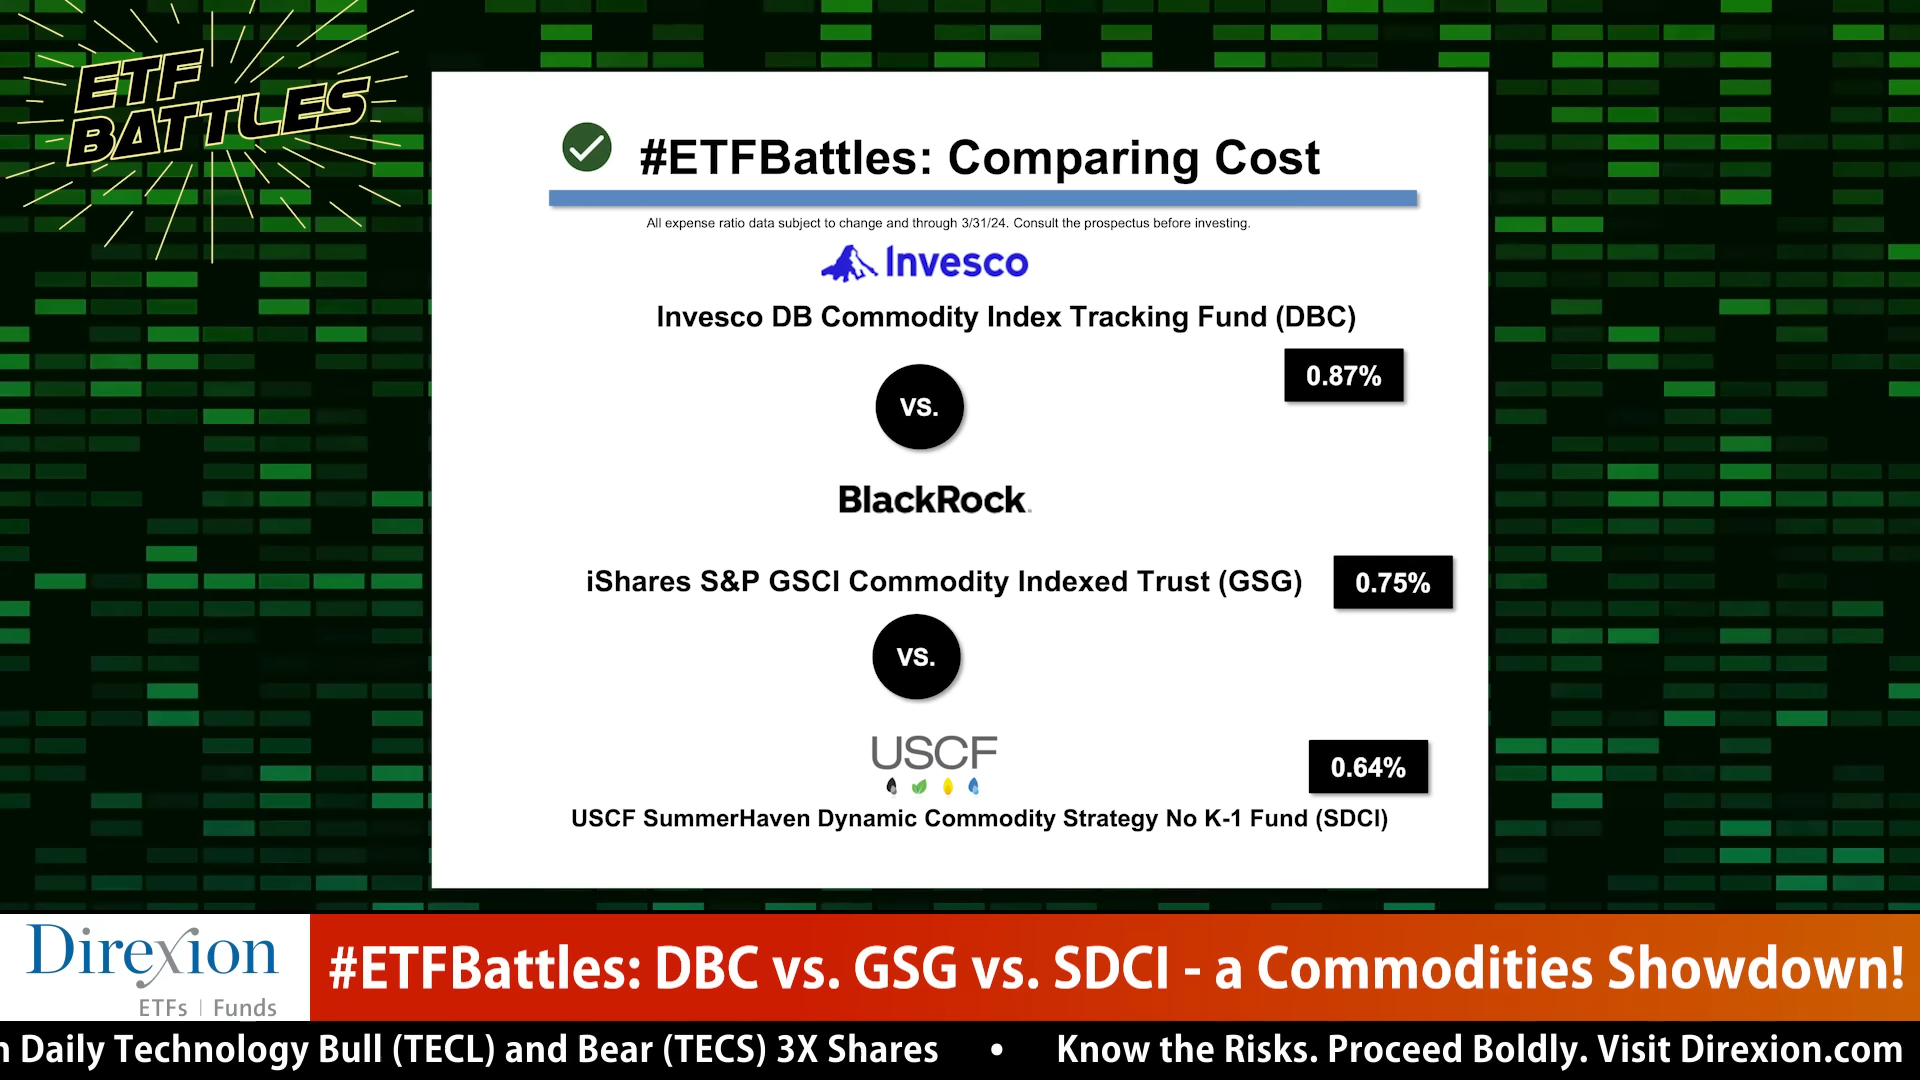 ETF
BATTLES
#ETFBattles: Comparing Cost
All expense ratio data subject to change and through 3/31/24. Consult the prospectus before investing.
Invesco
Invesco DB Commodity Index Tracking Fund (DBC)
0.87%
VS.
BlackRock.
iShares S&P GSCI Commodity Indexed Trust (GSG)
0.75%
VS.
USCF
0.64%
USCF SummerHaven Dynamic Commodity Strategy No K-1 Fund (SDCI)
Direxion
ETFs | Funds
#ETFBattles: DBC vs. GSG vs. SDCI - a Commodities Showdown!
n Daily Technology Bull (TECL) and Bear (TECS) 3X Shares • Know the Risks. Proceed Boldly. Visit Direxion.com